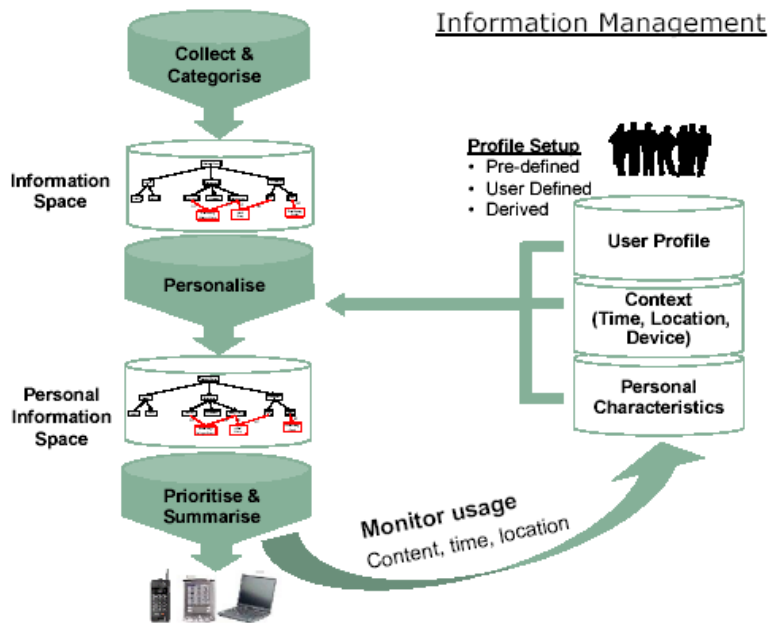 Information Management
Collect &
Categorise
Information
Space
Profile Setup
• Pre-defined
• User Defined
• Derived
User Profile
Personalise
Context
(Time, Location,
Device)
Personal
Information
Space
Personal
Characteristics
Prioritise &
Summarise
Monitor usage
Content, time, location